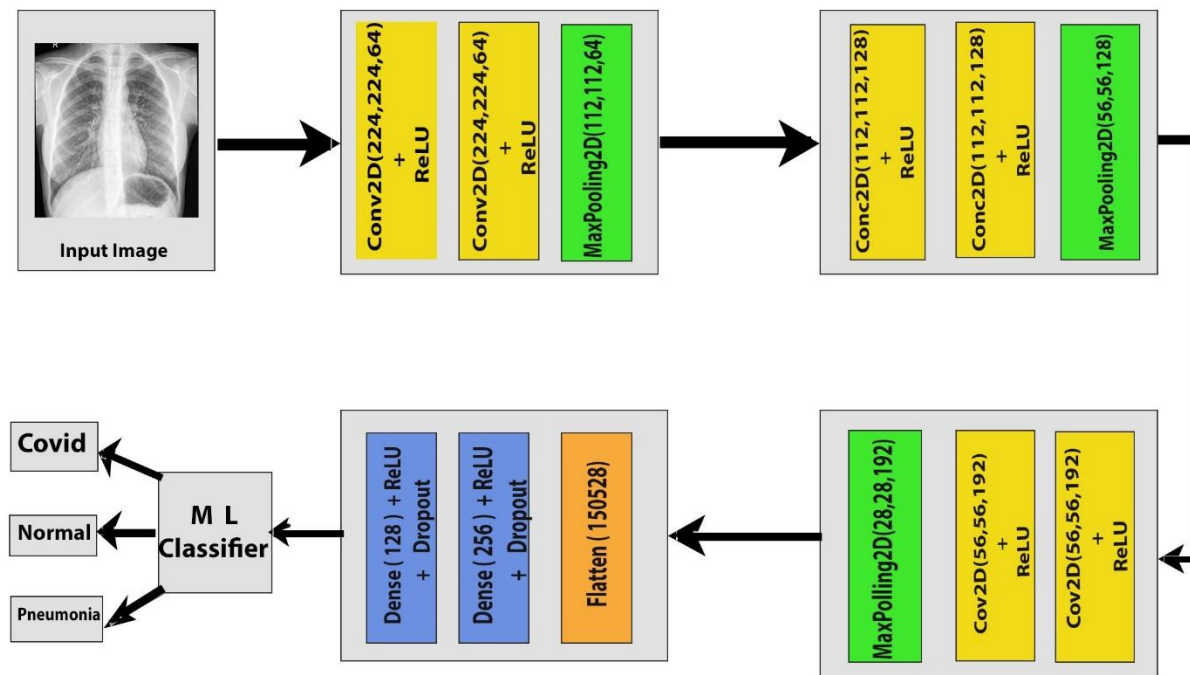 R
Input Image
Conv2D(224,224,64)
+
ReLU
Conv2D(224,224,64)
+
ReLU
MaxPooling2D(112,112,64)
Conc2D(112,112,128)
+
ReLU
Conc2D(112,112,128)
+
ReLU
MaxPooling2D(56,56,128)
Cov2D(56,56,192)
+
ReLU
Cov2D(56,56,192)
+
ReLU
MaxPolling2D(28,28,192)
Flatten ( 150528)
Dense ( 256 ) + ReLU
+ Dropout
Dense ( 128 ) + ReLU
+ Dropout
M L
Classifier
Covid
Normal
Pneumonia